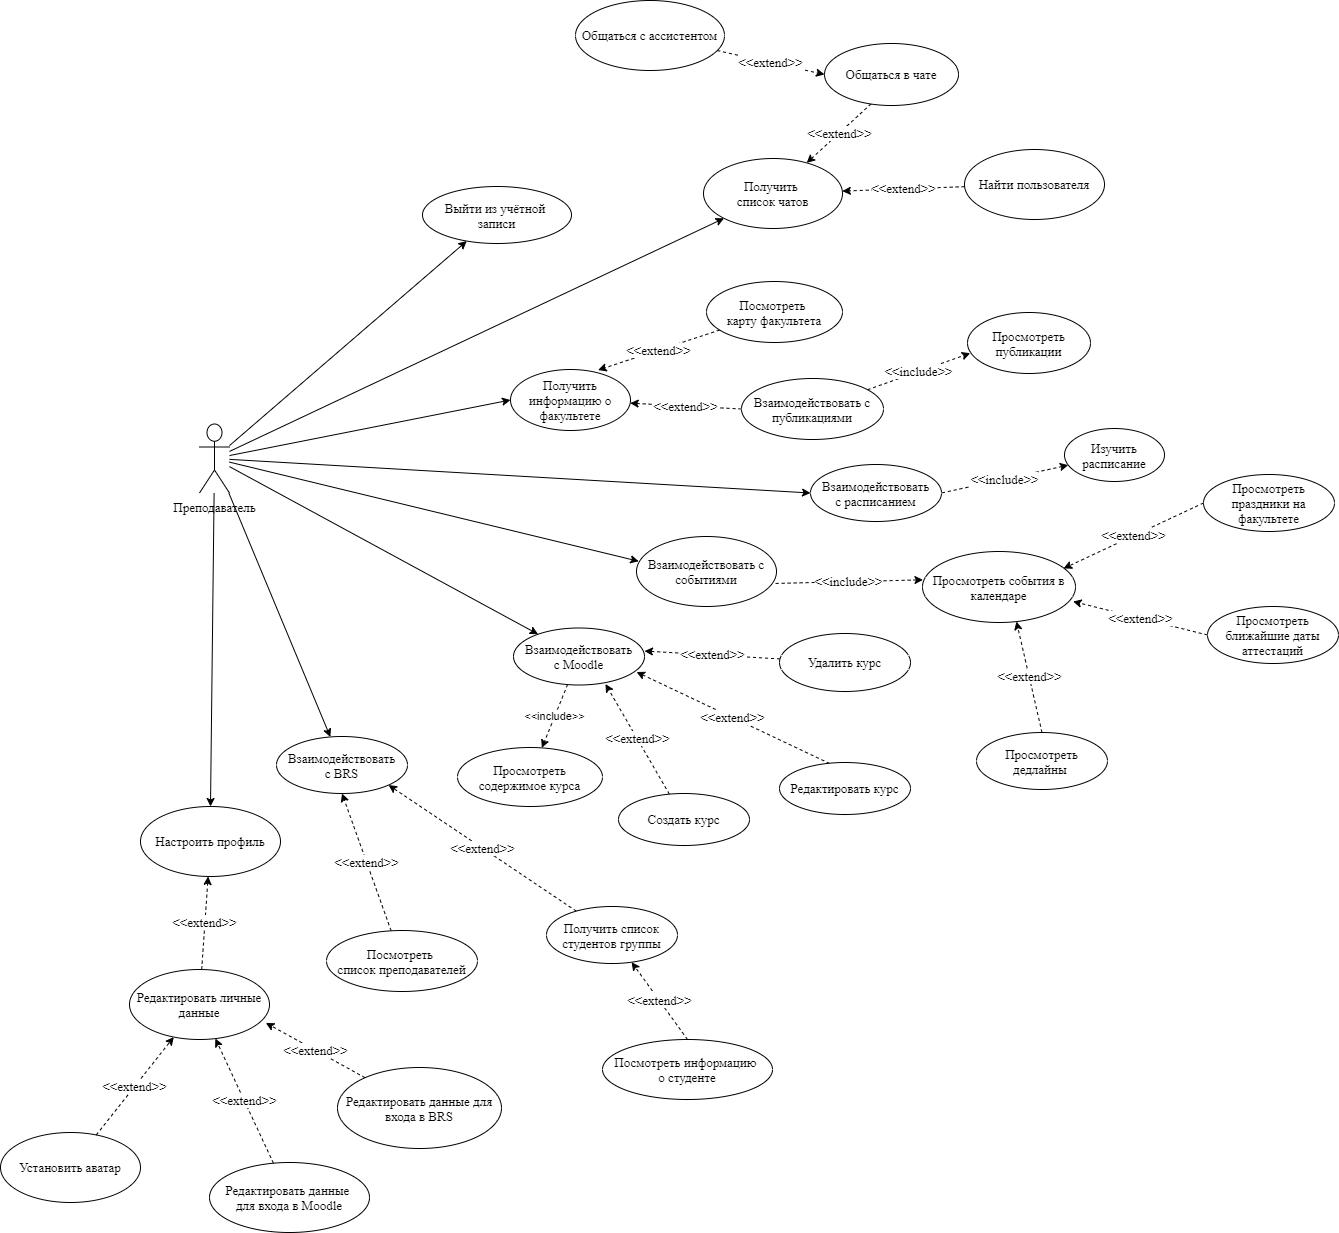 Общаться с ассистентом
<<extend>>
Общаться в чате
<<extend>>
Получить
список чатов
<<extend>>
Найти пользователя
Выйти из учётной
записи
Посмотреть
карту факультета
<<extend>>
Просмотреть
публикации
<<include>>
Получить
информацию о
факультете
<<extend>>
Взаимодействовать с
публикациями
Изучить
расписание
<<include>>
Взаимодействовать
с расписанием
Преподаватель
Просмотреть
праздники на
факультете
<<extend>>
Взаимодействовать с
событиями
<<include>>
Просмотреть события в
календаре
<<extend>>
Просмотреть
ближайшие даты
аттестаций
<<extend>>
Просмотреть
дедлайны
Взаимодействовать
с Moodle
<<extend>>
Удалить курс
<<include>>
<<extend>>
<<extend>>
Просмотреть
содержимое курса
Создать курс
Редактировать курс
Взаимодействовать
с BRS
<<extend>>
<<extend>>
Настроить профиль
<<extend>>
Посмотреть
список преподавателей
Получить список
студентов группы
<<extend>>
Посмотреть информацию
о студенте
Редактировать личные
данные
<<extend>>
<<extend>>
<<extend>>
Редактировать данные для
входа в BRS
Установить аватар
Редактировать данные
для входа в Moodle